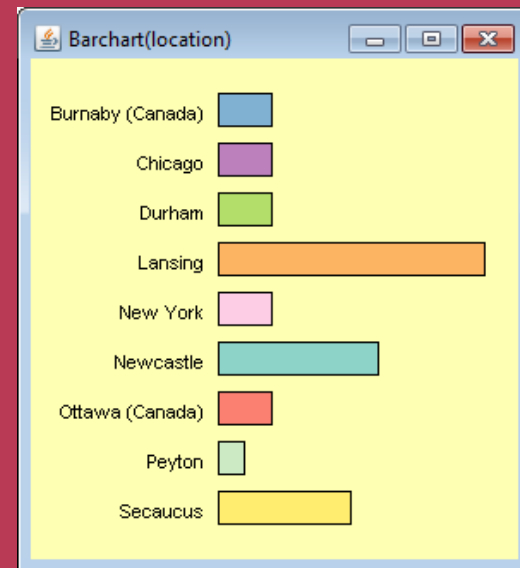 Barchart(location)
Burnaby (Canada)
Chicago
Durham
Lansing
New York
Newcastle
Ottawa (Canada)
Peyton
Secaucus